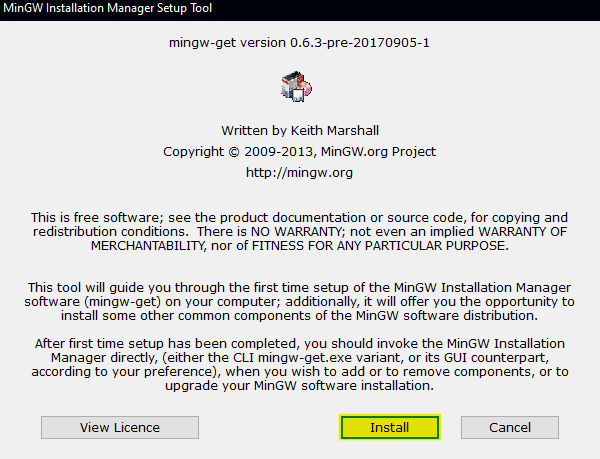 MinGW Installation Manager Setup Tool
mingw-get version 0.6.3-pre-20170905-1
Written by Keith Marshall
Copyright © 2009-2013, MinGW.org Project
http://mingw.org
This is free software; see the product documentation or source code, for copying and
redistribution conditions.  There is NO WARRANTY; not even an implied WARRANTY OF
MERCHANTABILITY, nor of FITNESS FOR ANY PARTICULAR PURPOSE.
This tool will guide you through the first time setup of the MinGW Installation Manager
software (mingw-get) on your computer; additionally, it will offer you the opportunity to
install some other common components of the MinGW software distribution.
After first time setup has been completed, you should invoke the MinGW Installation
Manager directly, (either the CLI mingw-get.exe variant, or its GUI counterpart,
according to your preference), when you wish to add or to remove components, or to
upgrade your MinGW software installation.
View Licence
Install
Cancel